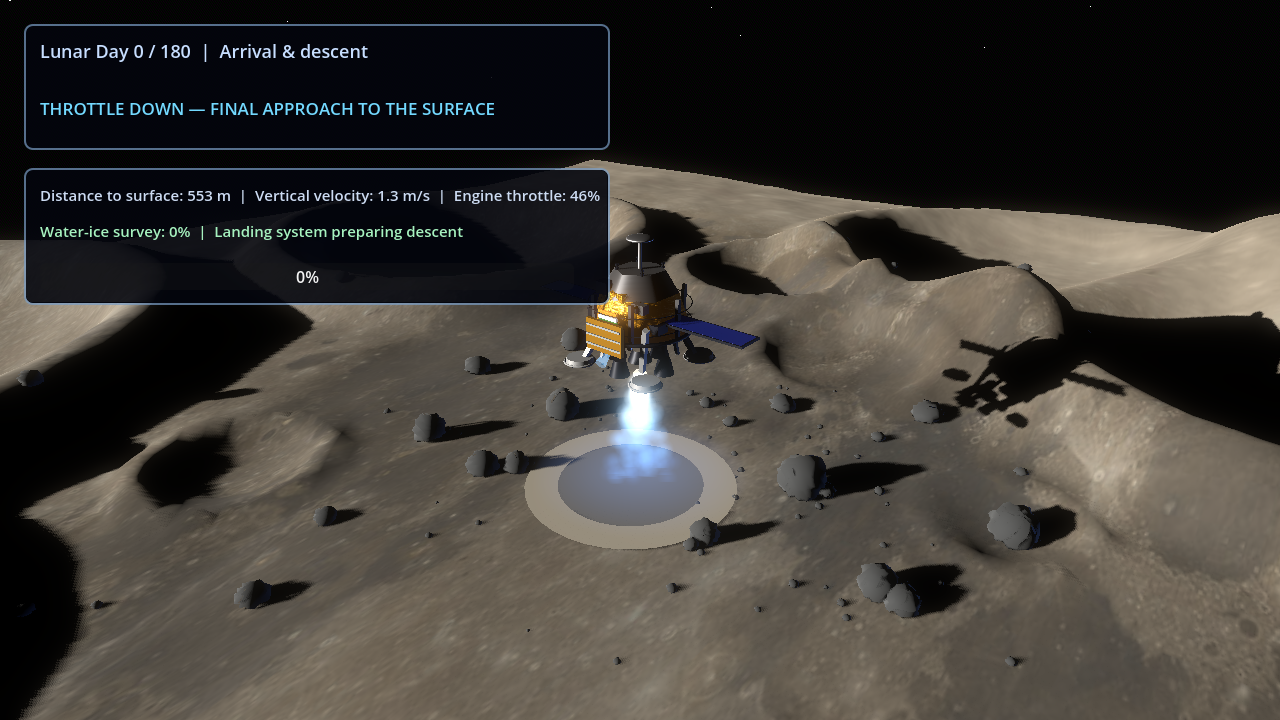 Lunar Day 0 / 180 | Arrival & descent
THROTTLE DOWN — FINAL APPROACH TO THE SURFACE
Distance to surface: 553 m | Vertical velocity: 1.3 m/s | Engine throttle: 46%
Water-ice survey: 0% | Landing system preparing descent
0%